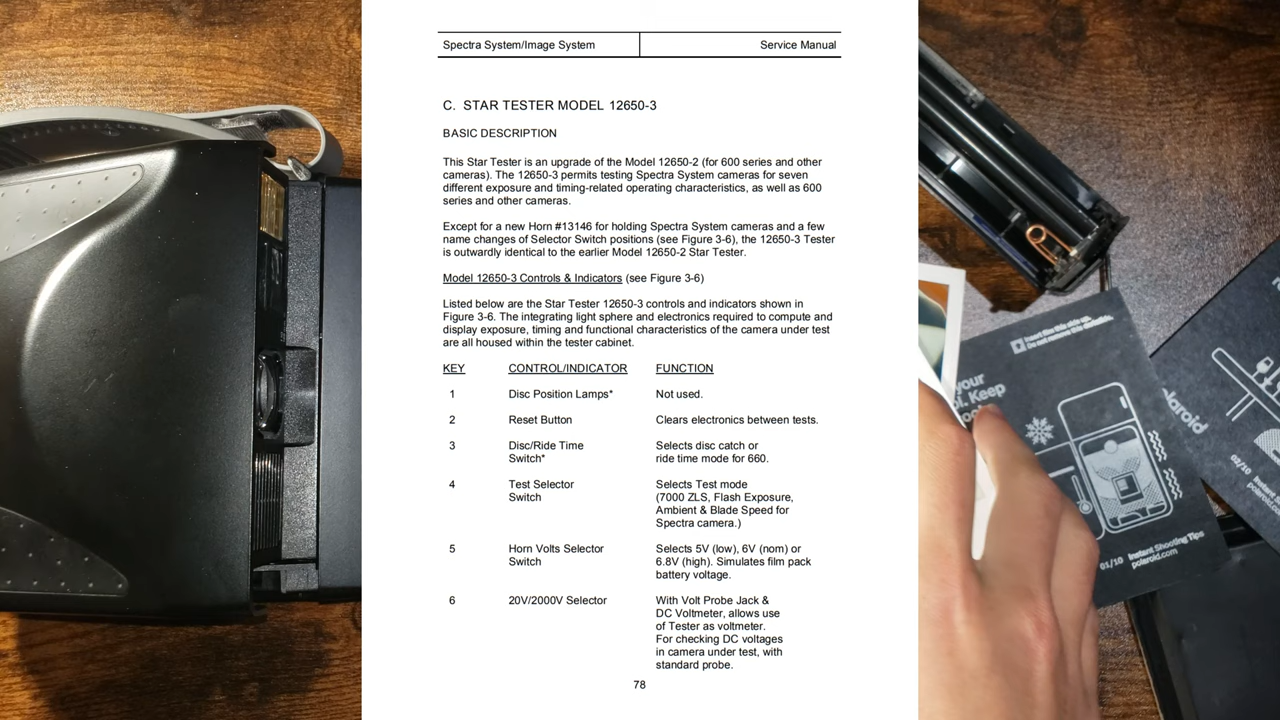 Spectra System/Image System
Service Manual
C. STAR TESTER MODEL 12650-3
BASIC DESCRIPTION
This Star Tester is an upgrade of the Model 12650-2 (for 600 series and other
cameras). The 12650-3 permits testing Spectra System cameras for seven
different exposure and timing-related operating characteristics, as well as 600
series and other cameras.
Except for a new Horn #13146 for holding Spectra System cameras and a few
name changes of Selector Switch positions (see Figure 3-6), the 12650-3 Tester
is outwardly identical to the earlier Model 12650-2 Star Tester.
Model 12650-3 Controls & Indicators (see Figure 3-6)
Listed below are the Star Tester 12650-3 controls and indicators shown in
Figure 3-6. The integrating light sphere and electronics required to compute and
display exposure, timing and functional characteristics of the camera under test
are all housed within the tester cabinet.
KEY CONTROL/INDICATOR FUNCTION
1 Disc Position Lamps* Not used.
2 Reset Button Clears electronics between tests.
3 Disc/Ride Time Selects disc catch or
Switch* ride time mode for 660.
4 Test Selector Selects Test mode
Switch (7000 ZLS, Flash Exposure,
Ambient & Blade Speed for
Spectra camera.)
5 Horn Volts Selector Selects 5V (low), 6V (nom) or
Switch 6.8V (high). Simulates film pack
battery voltage.
6 20V/2000V Selector With Volt Probe Jack &
DC Voltmeter, allows use
of Tester as voltmeter.
For checking DC voltages
in camera under test, with
standard probe.
78
Insert this side up.
Do not remove this darkslide.
your
Keep
01/10 Instant Shooting Tips
polaroid.com
02/10